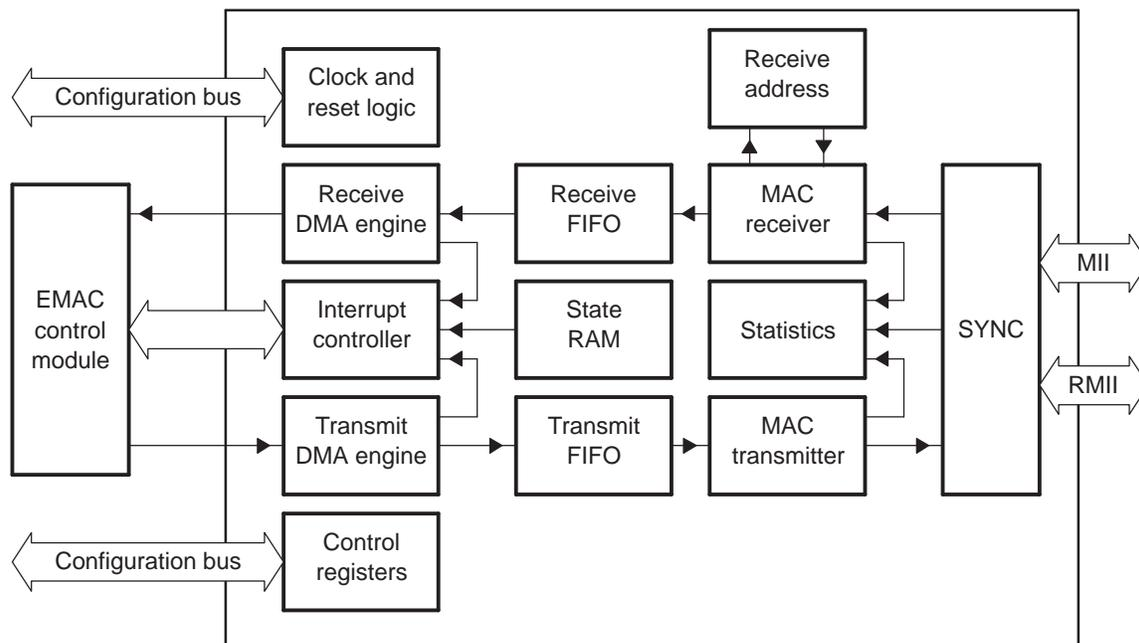 Configuration bus
Clock and
reset logic
Receive
address
Receive
DMA engine
Receive
FIFO
MAC
receiver
EMAC
control
module
Interrupt
controller
State
RAM
Statistics
SYNC
MII
RMII
Transmit
DMA engine
Transmit
FIFO
MAC
transmitter
Configuration bus
Control
registers